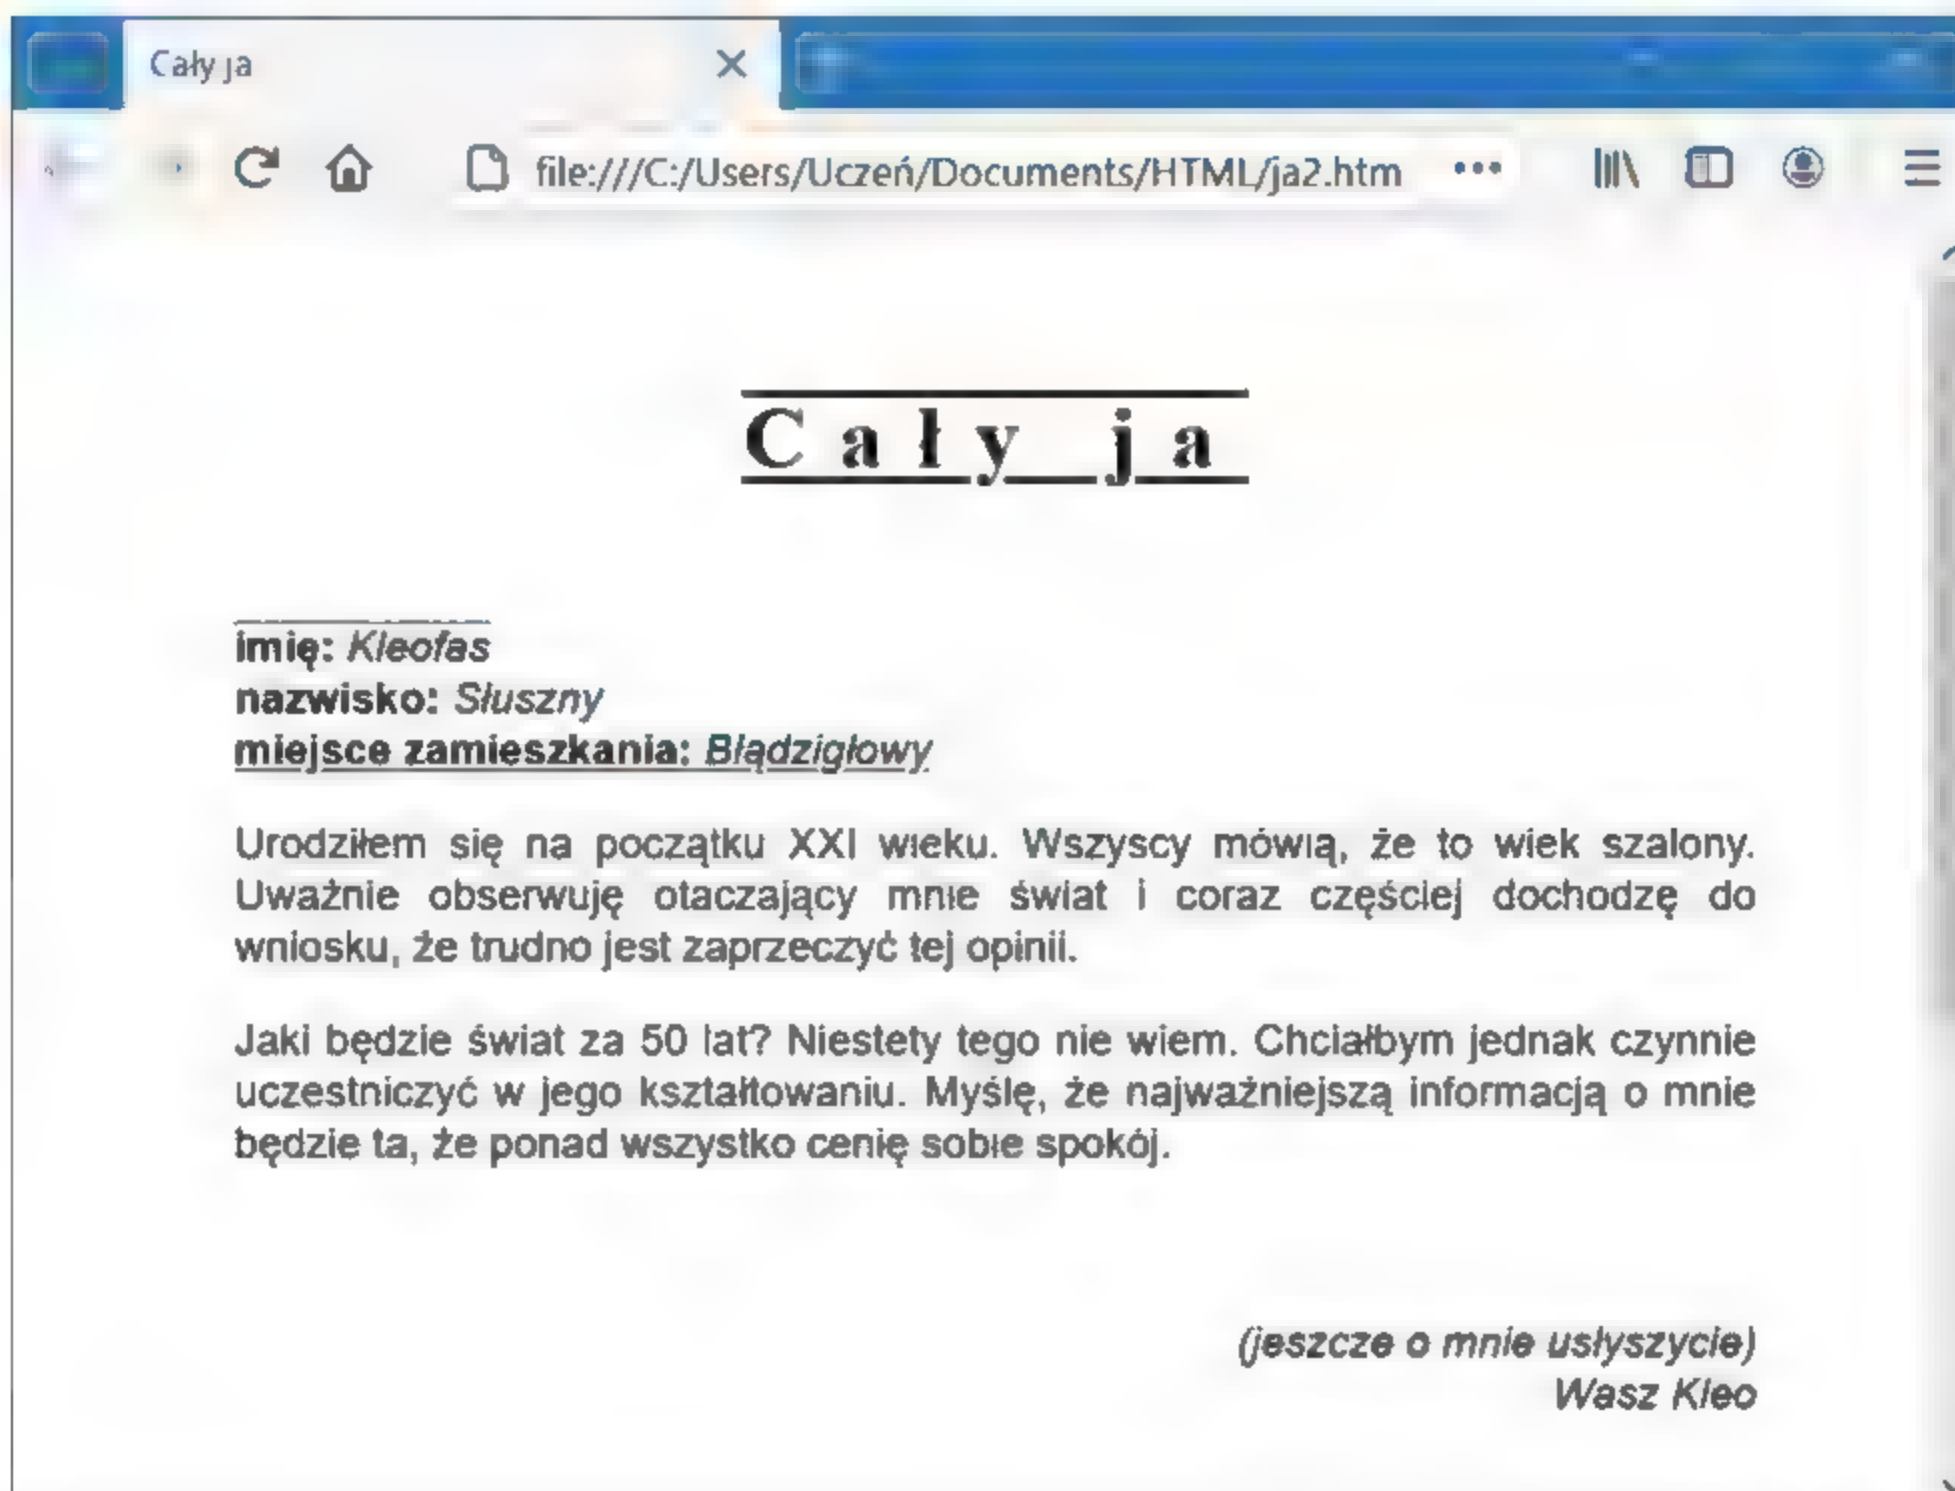 Cały ja
file:///C:/Users/Uczeń/Documents/HTML/ja2.htm
Cały ja
imię: Kleofas
nazwisko: Słuszny
miejsce zamieszkania: Błądzigłowy
Urodziłem się na początku XXI wieku. Wszyscy mówią, że to wiek szalony.
Uważnie obserwuję otaczający mnie świat i coraz częściej dochodzę do
wniosku, że trudno jest zaprzeczyć tej opinii.
Jaki będzie świat za 50 lat? Niestety tego nie wiem. Chciałbym jednak czynnie
uczestniczyć w jego kształtowaniu. Myślę, że najważniejszą informacją o mnie
będzie ta, że ponad wszystko cenię sobie spokój.
(jeszcze o mnie usłyszycie)
Wasz Kleo